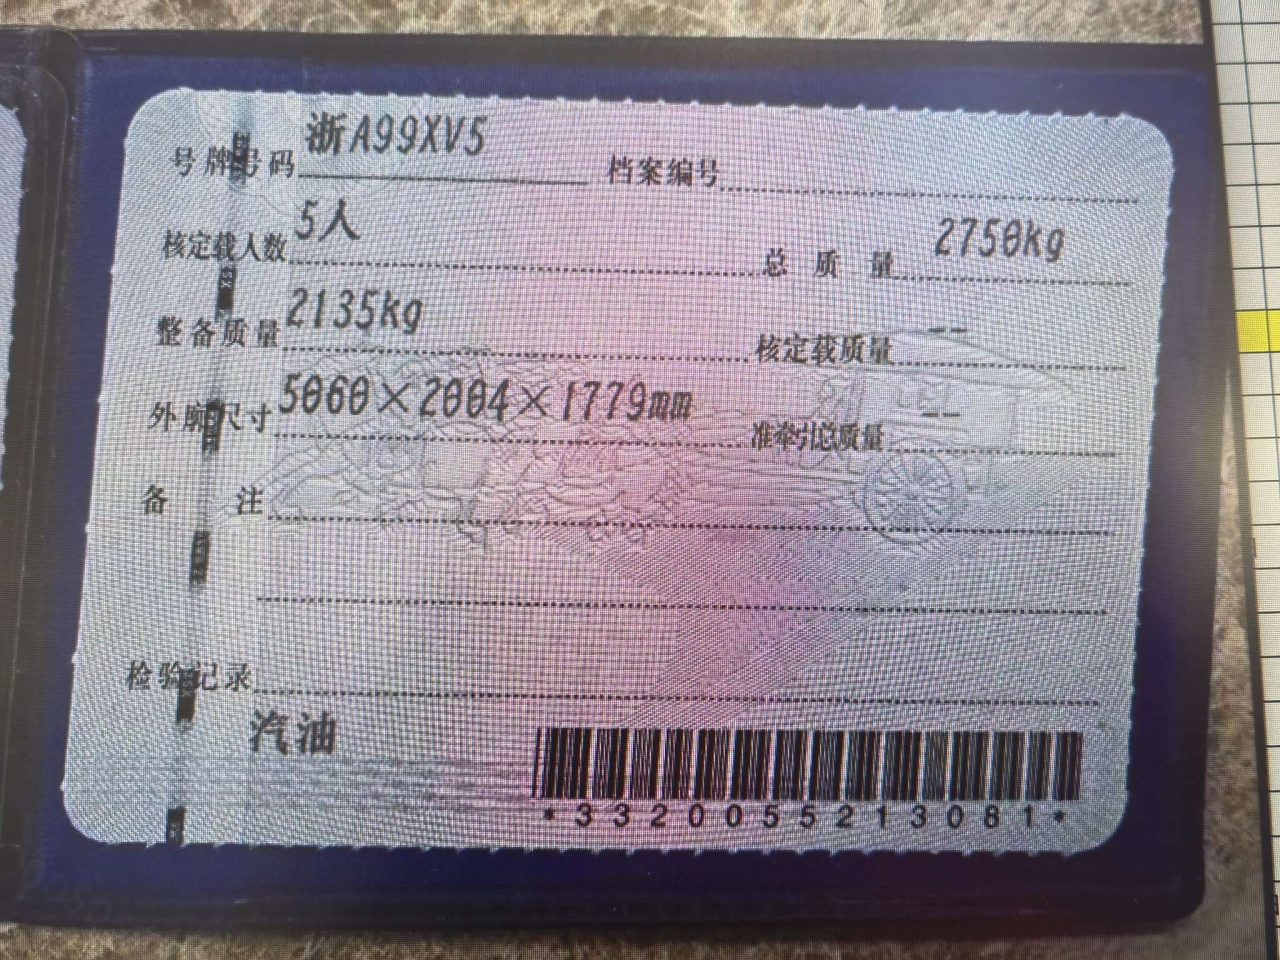 号牌号码 浙A99XV5 档案编号
核定载人数 5人 总质量 2750kg
整备质量 2135kg 核定载质量 --
外廓尺寸 5060×2004×1779mm 准牵引总质量 --
备注
检验记录
汽油
*3320055213081*